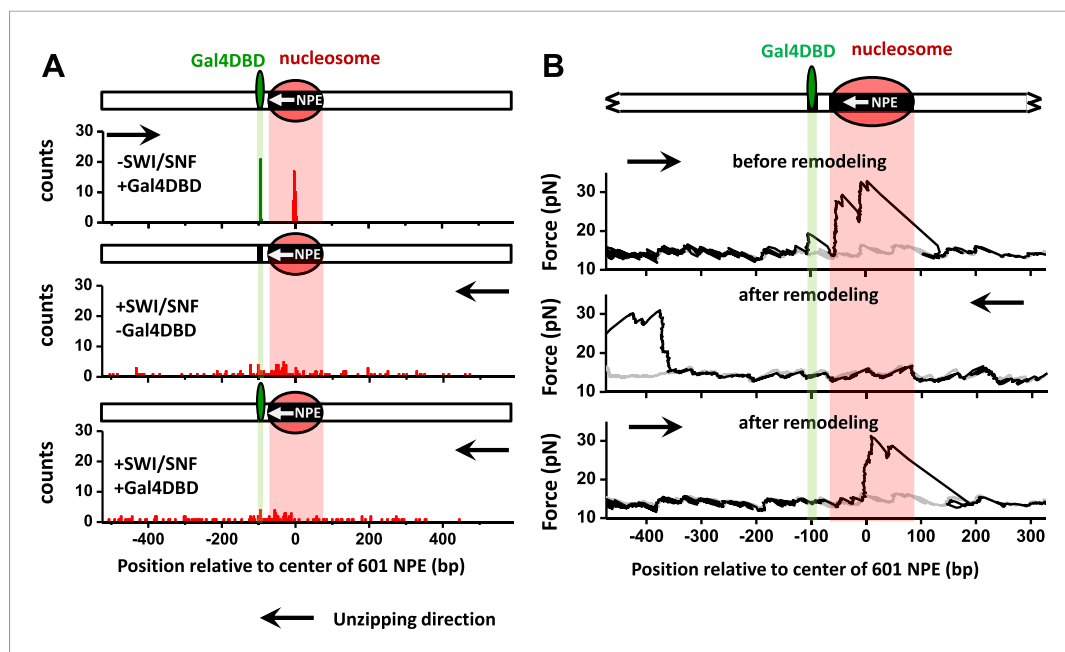 A
Gal4DBD nucleosome
NPE
counts
30
20
10
0
-SWI/SNF
+Gal4DBD
NPE
counts
30
20
10
0
+SWI/SNF
-Gal4DBD
NPE
counts
30
20
10
0
+SWI/SNF
+Gal4DBD
-400 -200 0 200 400
Position relative to center of 601 NPE (bp)
Unzipping direction
B
Gal4DBD nucleosome
NPE
before remodeling
Force (pN)
30
20
10
after remodeling
Force (pN)
30
20
10
after remodeling
Force (pN)
30
20
10
-400 -300 -200 -100 0 100 200 300
Position relative to center of 601 NPE (bp)